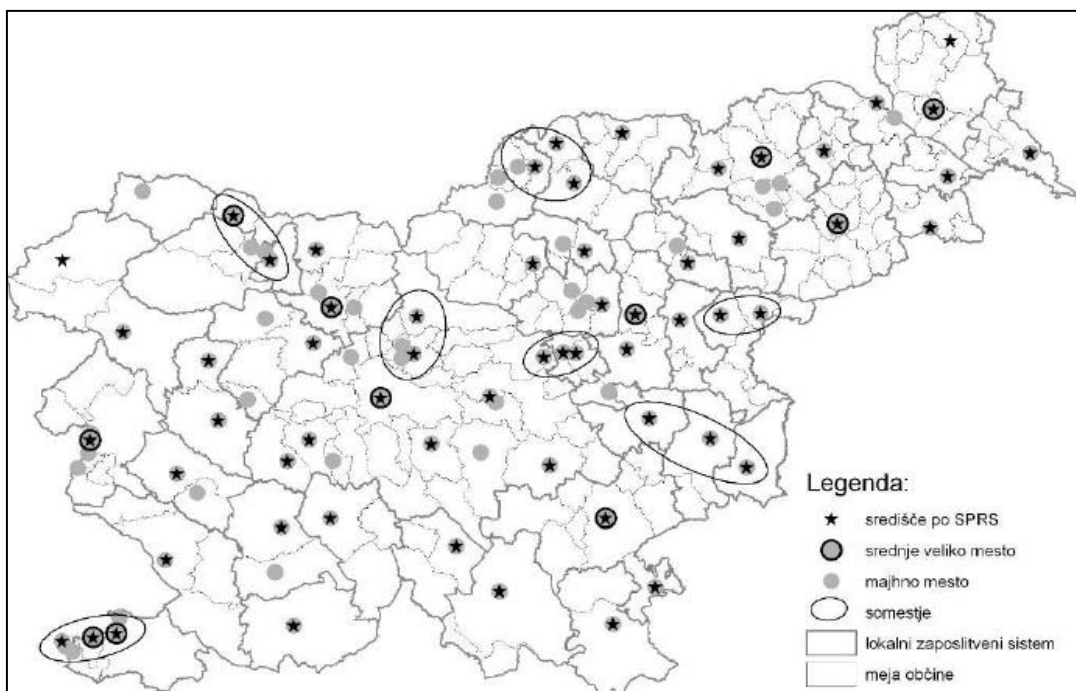 Legenda:
središče po SPRS
srednje veliko mesto
majhno mesto
somestje
lokalni zaposlitveni sistem
meja občine